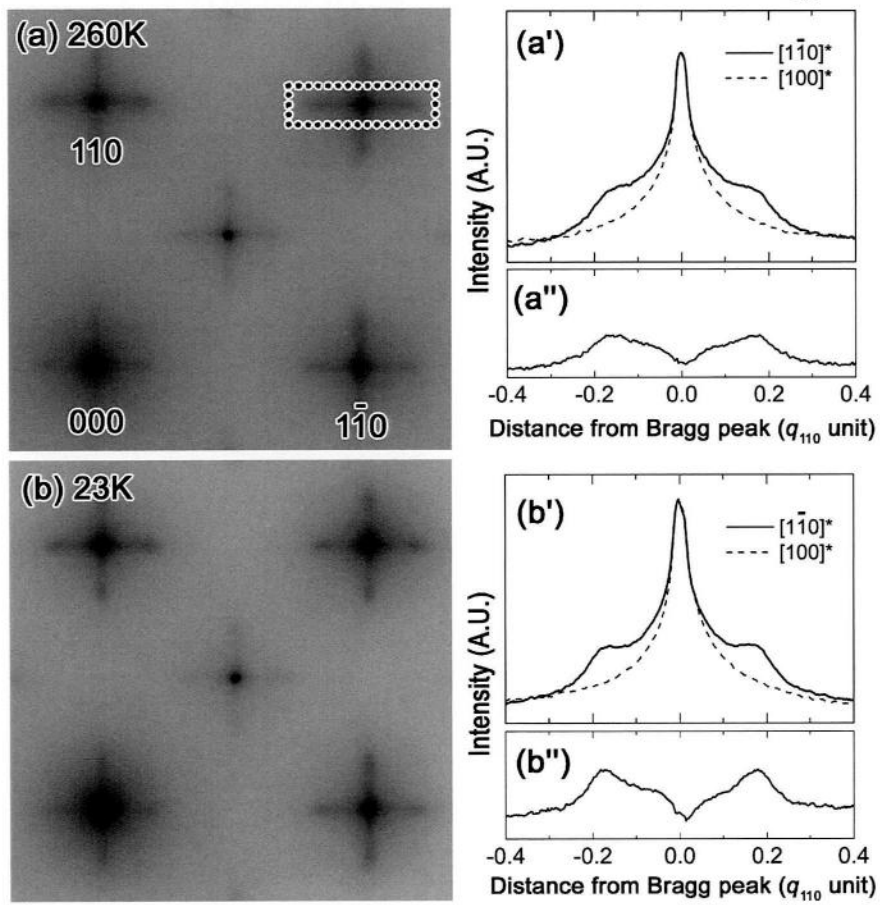 (a) 260K
110
000
11̄0
(a')
[11̄0]*
[100]*
Intensity (A.U.)
(a'')
-0.4 -0.2 0.0 0.2 0.4
Distance from Bragg peak (q110 unit)
(b) 23K
(b')
[11̄0]*
[100]*
Intensity (A.U.)
(b'')
-0.4 -0.2 0.0 0.2 0.4
Distance from Bragg peak (q110 unit)